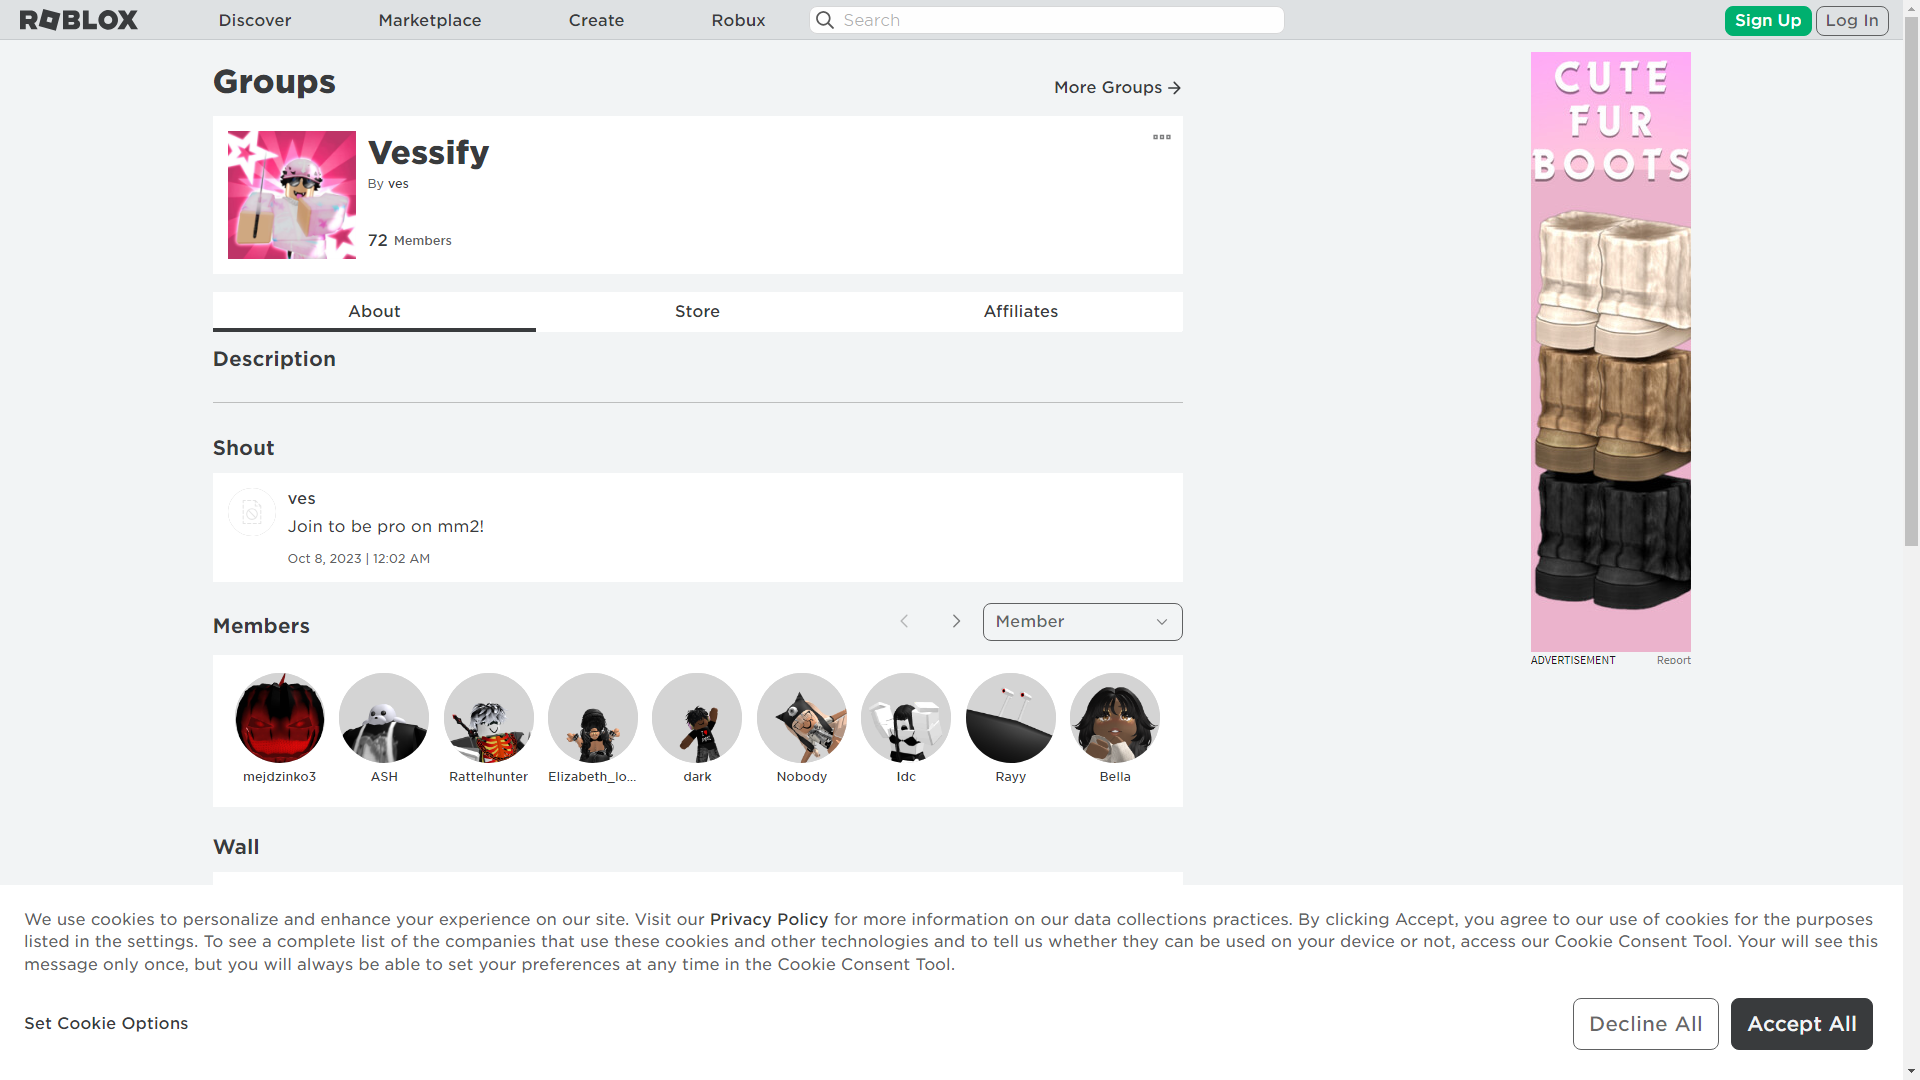 ROBLOX
Discover
Marketplace
Create
Robux
Search
Sign Up
Log In
Groups
More Groups
Vessify
By ves
72 Members
About
Store
Affiliates
Description
Shout
ves
Join to be pro on mm2!
Oct 8, 2023 | 12:02 AM
Members
Member
mejdzinko3
ASH
Rattelhunter
Elizabeth_lo...
dark
Nobody
Idc
Rayy
Bella
Wall
CUTE
FUR
BOOTS
ADVERTISEMENT
Report
We use cookies to personalize and enhance your experience on our site. Visit our Privacy Policy for more information on our data collections practices. By clicking Accept, you agree to our use of cookies for the purposes
listed in the settings. To see a complete list of the companies that use these cookies and other technologies and to tell us whether they can be used on your device or not, access our Cookie Consent Tool. Your will see this
message only once, but you will always be able to set your preferences at any time in the Cookie Consent Tool.
Set Cookie Options
Decline All
Accept All